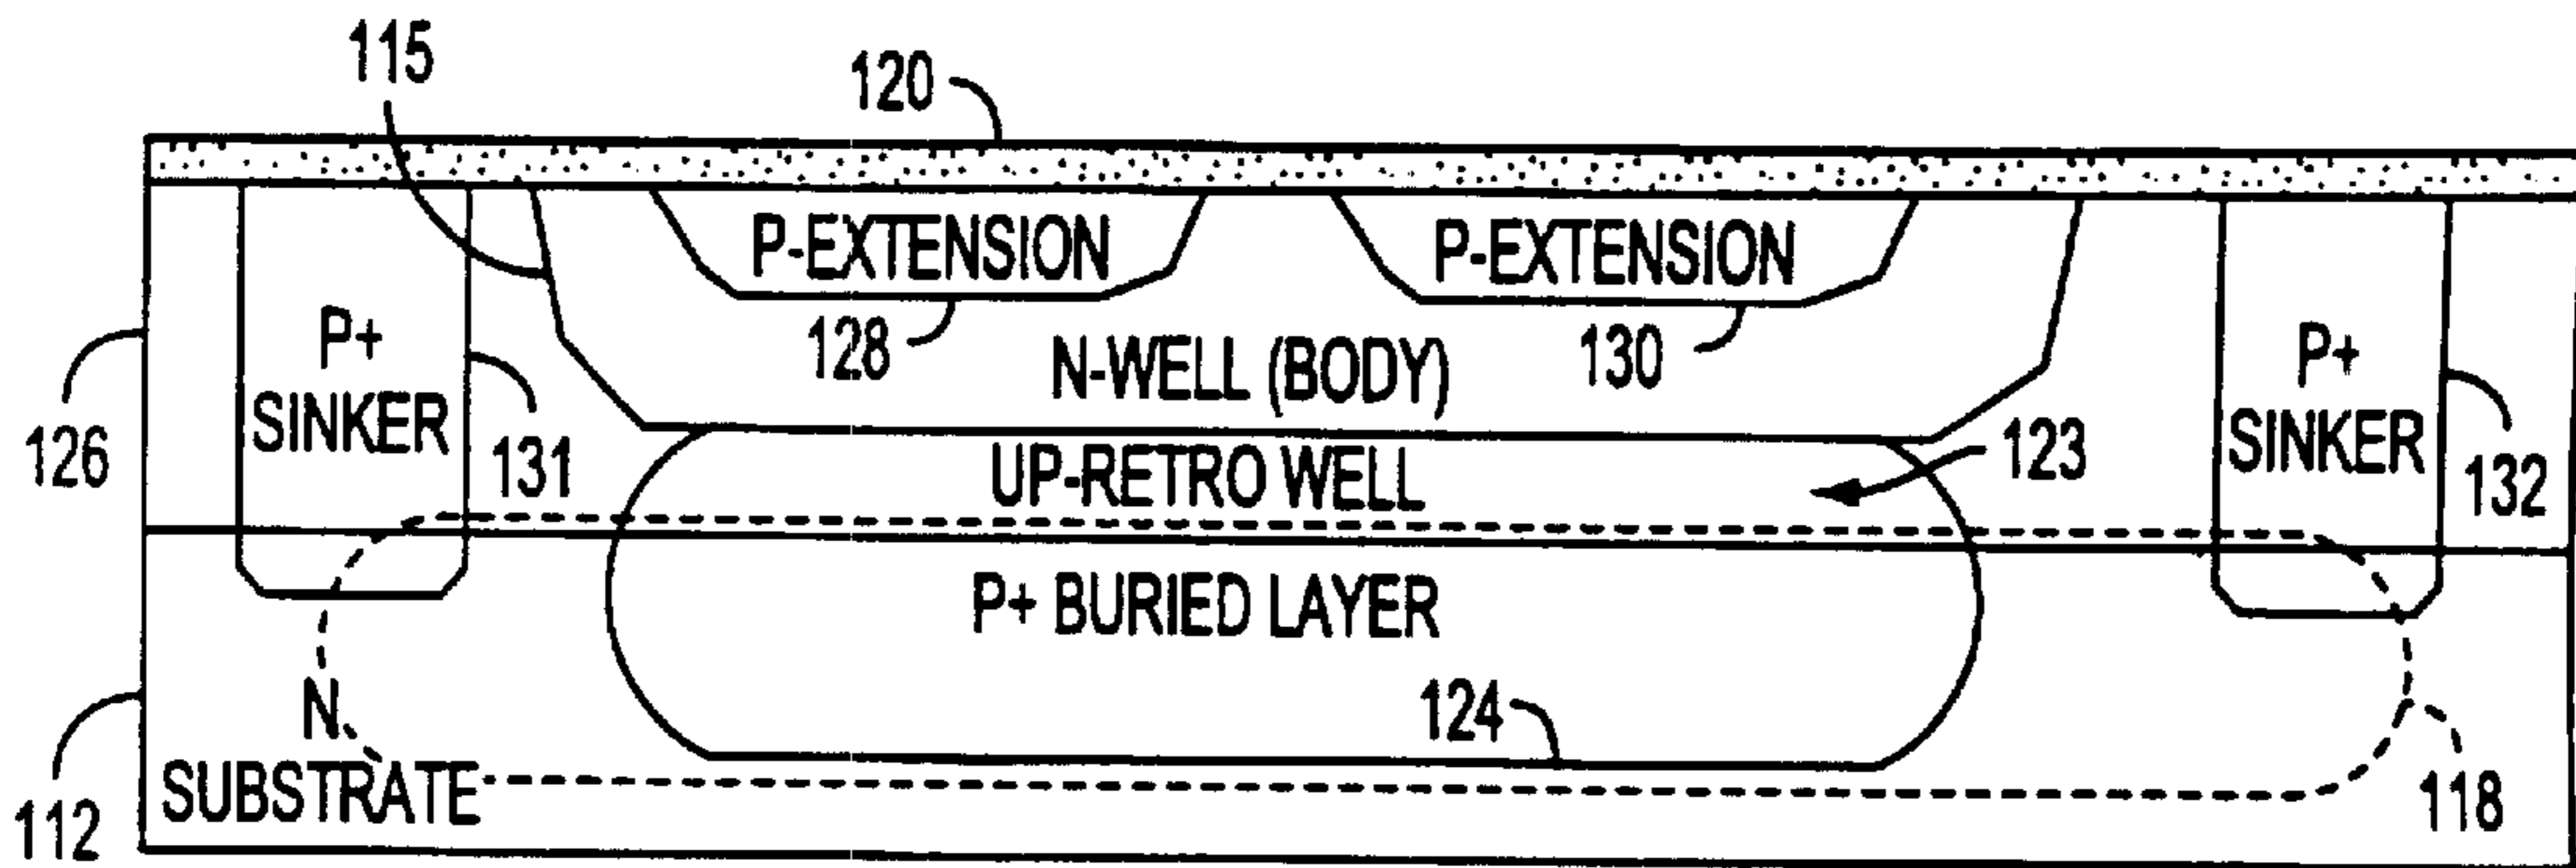 115
120
P-EXTENSION
P-EXTENSION
128
130
P+
SINKER
P+
SINKER
N-WELL (BODY)
126
131
UP-RETRO WELL
123
132
P+ BURIED LAYER
N
124
SUBSTRATE
112
118